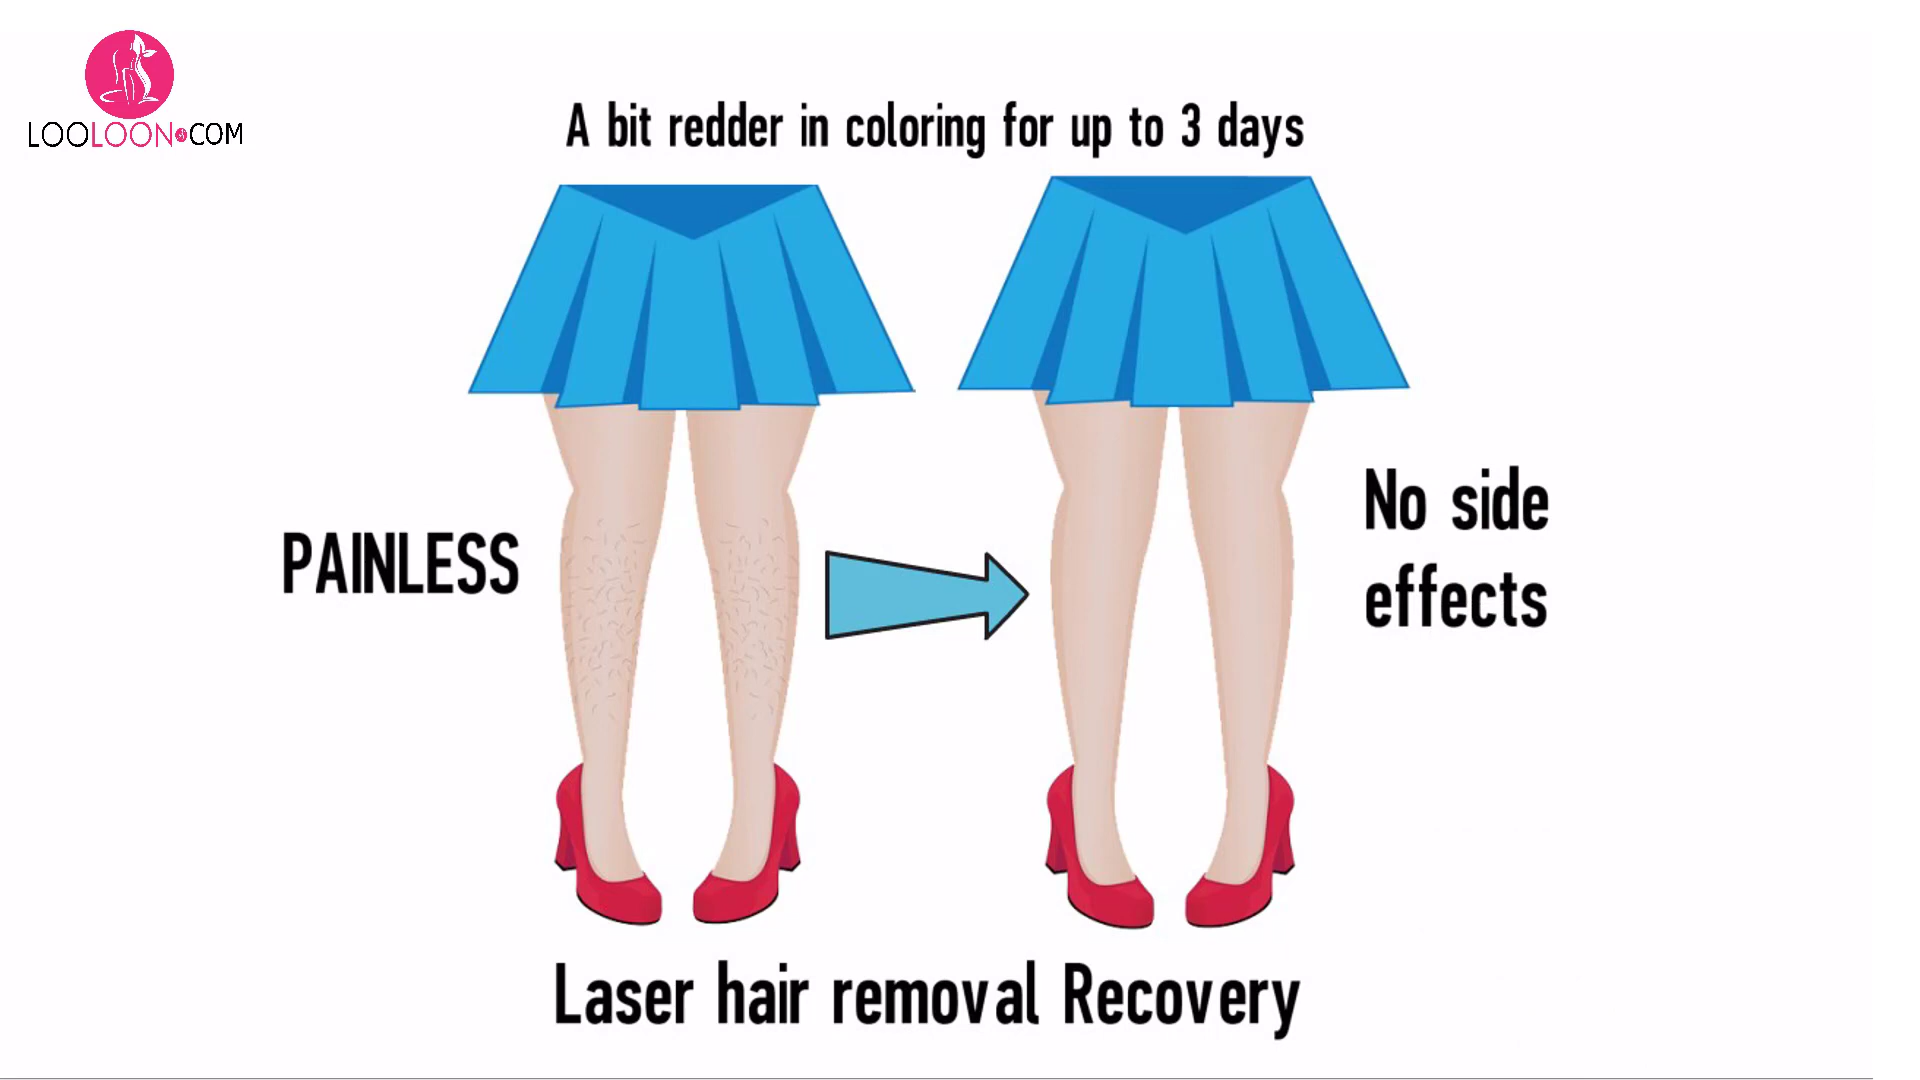 LOOLOON.COM
A bit redder in coloring for up to 3 days
PAINLESS
No side
effects
Laser hair removal Recovery